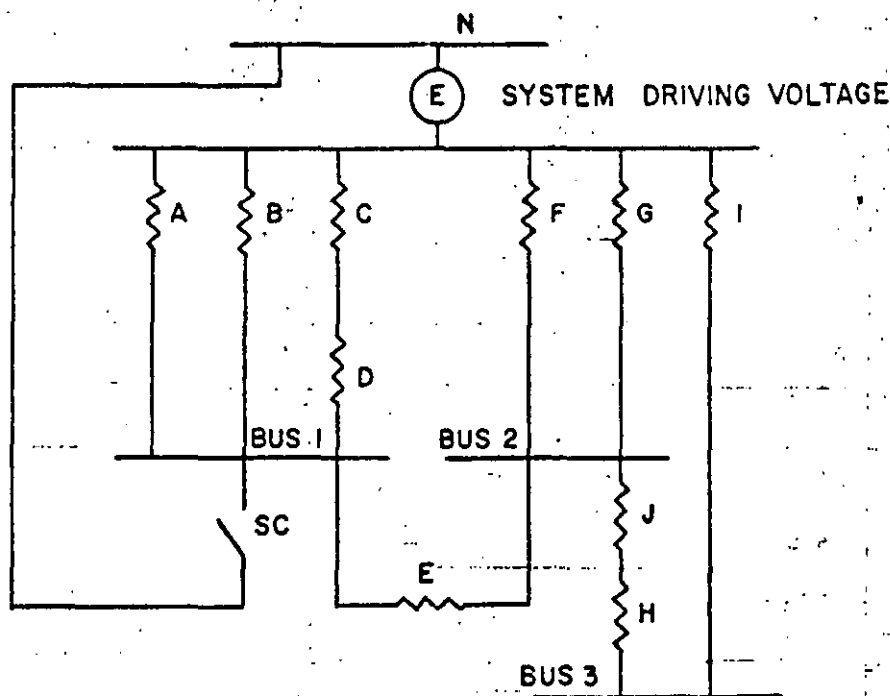 N
E SYSTEM DRIVING VOLTAGE
A B C F G I
D
BUS 1 BUS 2
SC J
E
H
BUS 3